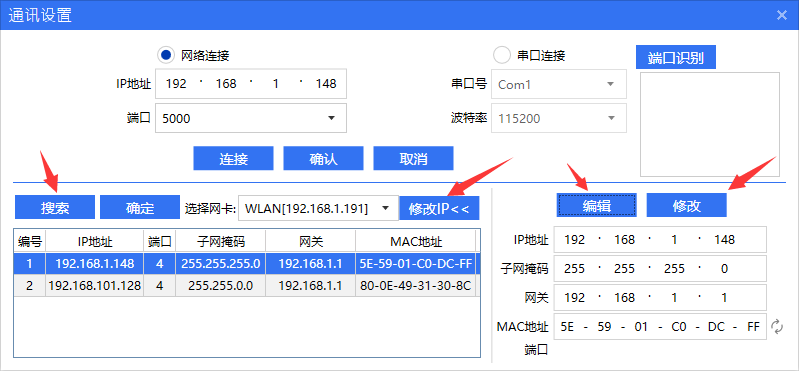 通讯设置
网络连接 串口连接 端口识别
IP地址 192 · 168 · 1 · 148 串口号 Com1
端口 5000 波特率 115200
连接 确认 取消
搜索 确定 选择网卡: WLAN[192.168.1.191] 修改IP<< 编辑 修改
编号 IP地址 端口 子网掩码 网关 MAC地址
1 192.168.1.148 4 255.255.255.0 192.168.1.1 5E-59-01-C0-DC-FF
2 192.168.101.128 4 255.255.0.0 192.168.1.1 80-0E-49-31-30-8C
IP地址 192 · 168 · 1 · 148
子网掩码 255 · 255 · 255 · 0
网关 192 · 168 · 1 · 1
MAC地址 5E - 59 - 01 - C0 - DC - FF
端口